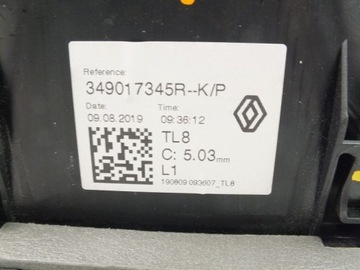 Reference:
349017345R--K/P
Date: Time:
09.08.2019 09:36:12
TL8
C: 5.03mm
L1
190809 093607_TL8